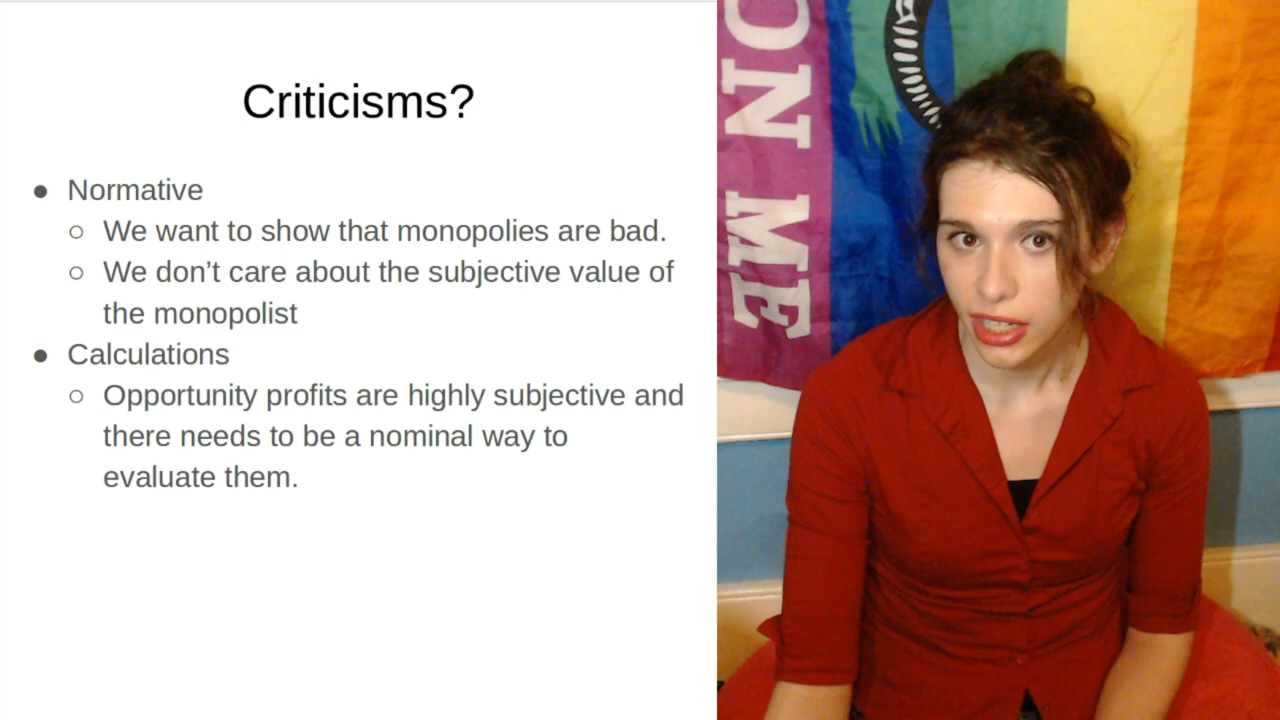 Criticisms?
● Normative
○ We want to show that monopolies are bad.
○ We don’t care about the subjective value of
the monopolist
● Calculations
○ Opportunity profits are highly subjective and
there needs to be a nominal way to
evaluate them.
ON ME